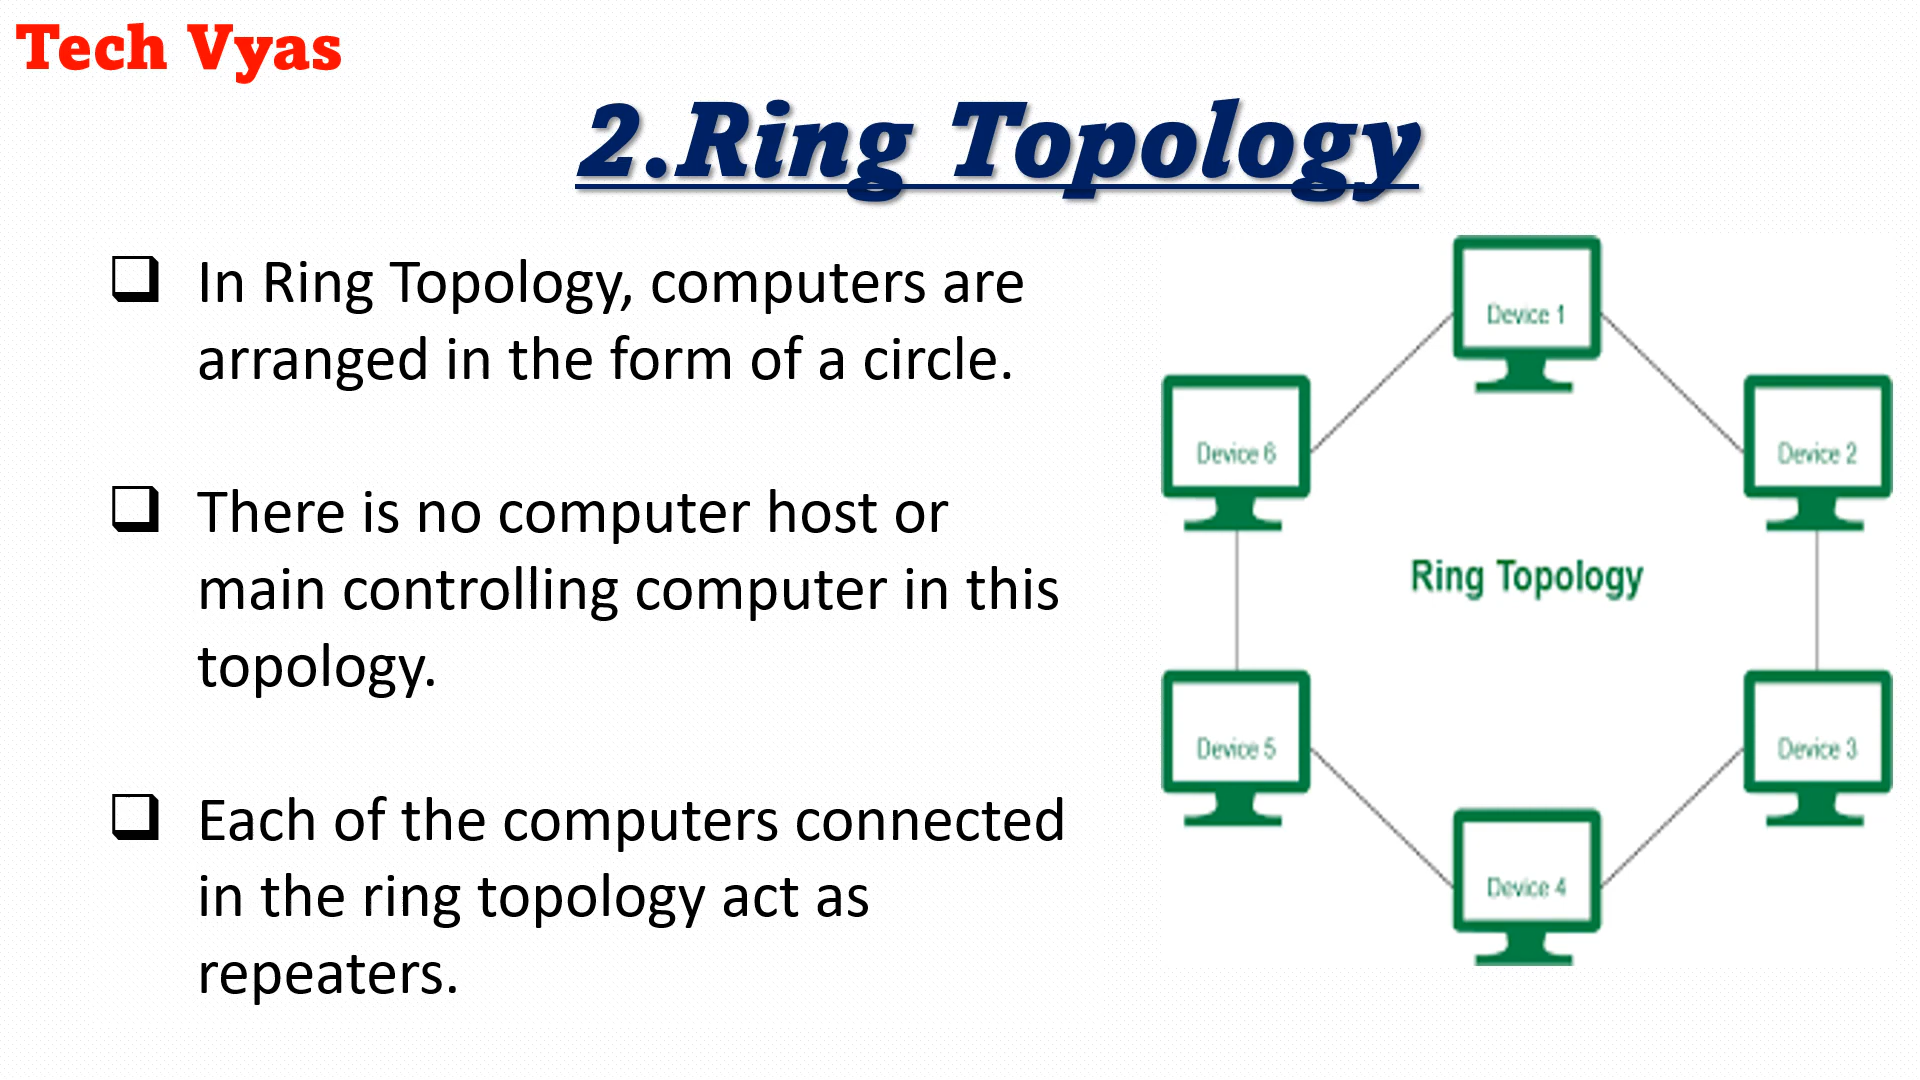 Tech Vyas
2.Ring Topology
In Ring Topology, computers are
arranged in the form of a circle.
There is no computer host or
main controlling computer in this
topology.
Each of the computers connected
in the ring topology act as
repeaters.
Device 1
Device 6
Device 2
Ring Topology
Device 5
Device 3
Device 4